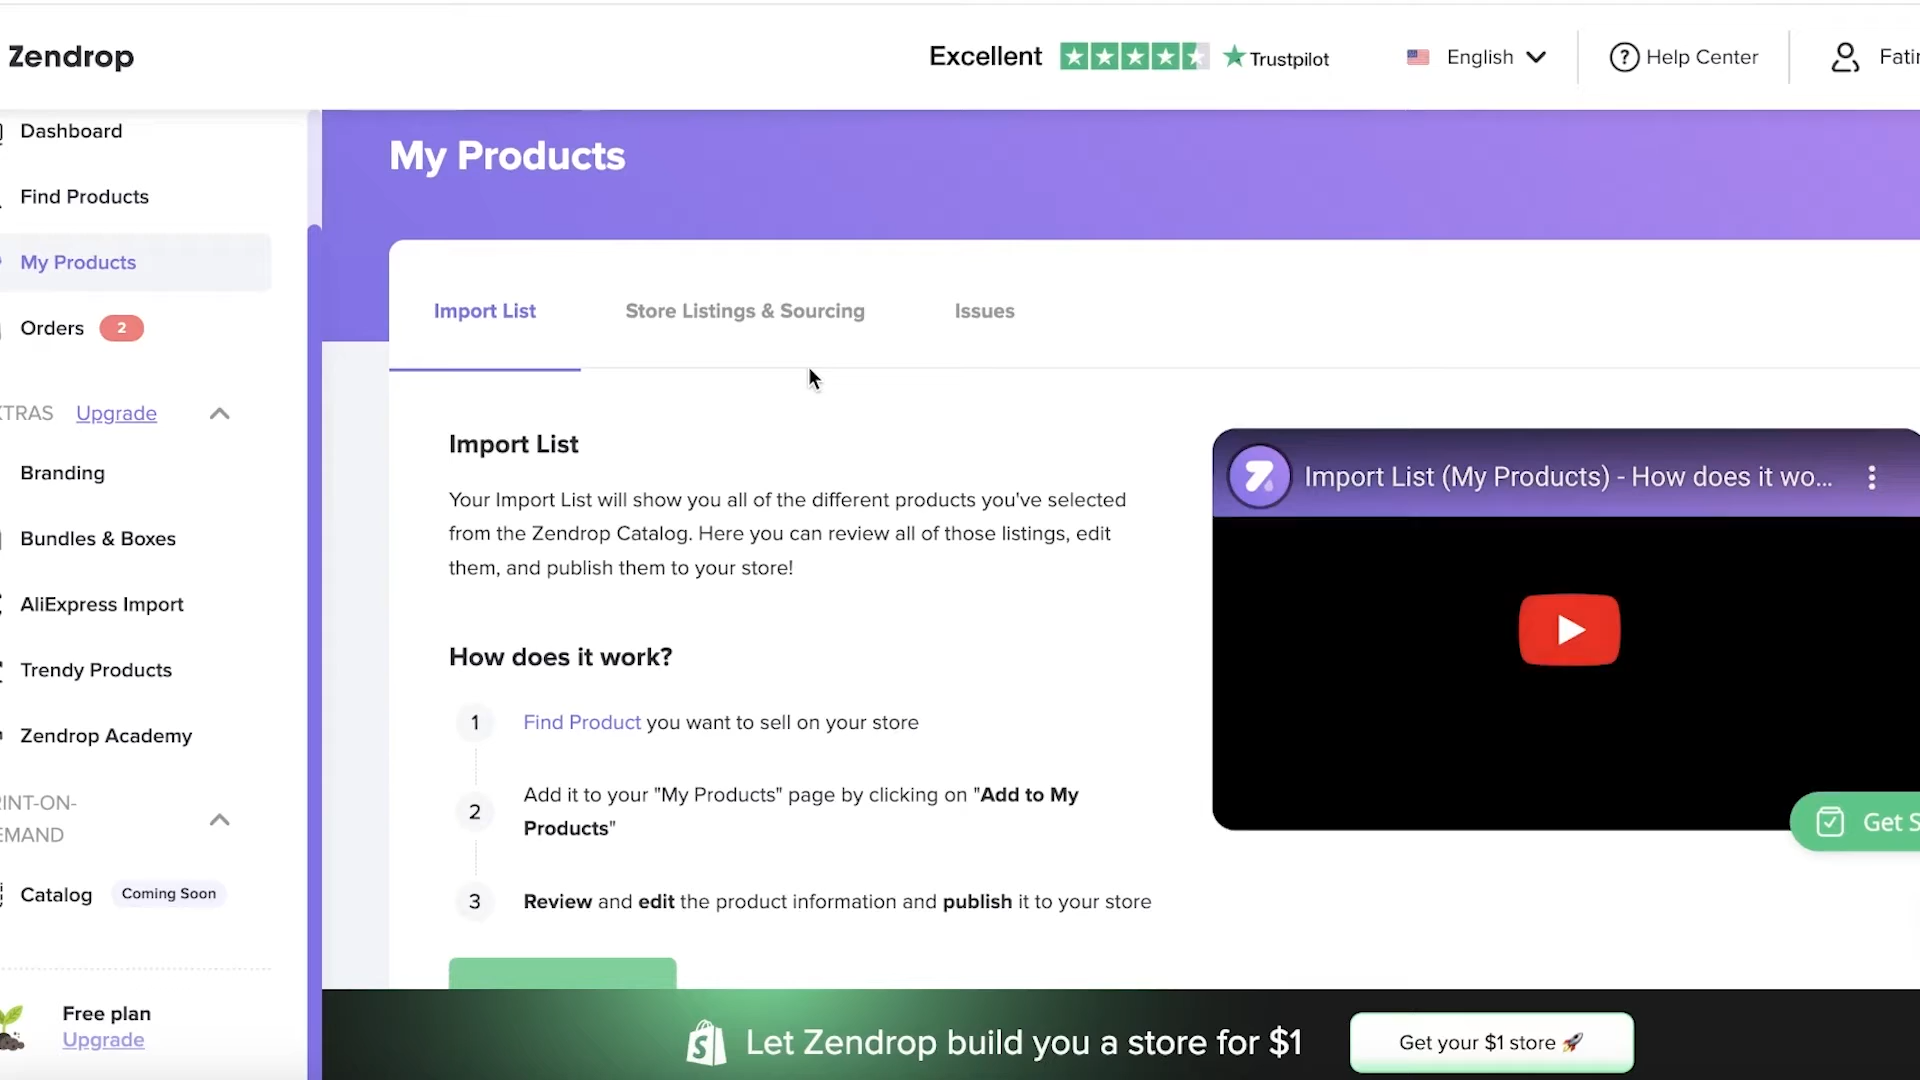 Zendrop
Excellent
Trustpilot
English
Help Center
Dashboard
Find Products
My Products
Orders 2
Upgrade
Branding
Bundles & Boxes
AliExpress Import
Trendy Products
Zendrop Academy
Catalog Coming Soon
Free plan
Upgrade
My Products
Import List
Store Listings & Sourcing
Issues
Import List
Your Import List will show you all of the different products you've selected
from the Zendrop Catalog. Here you can review all of those listings, edit
them, and publish them to your store!
How does it work?
1 Find Product you want to sell on your store
2 Add it to your "My Products" page by clicking on "Add to My
Products"
3 Review and edit the product information and publish it to your store
Import List (My Products) - How does it wo...
Get
Let Zendrop build you a store for $1
Get your $1 store